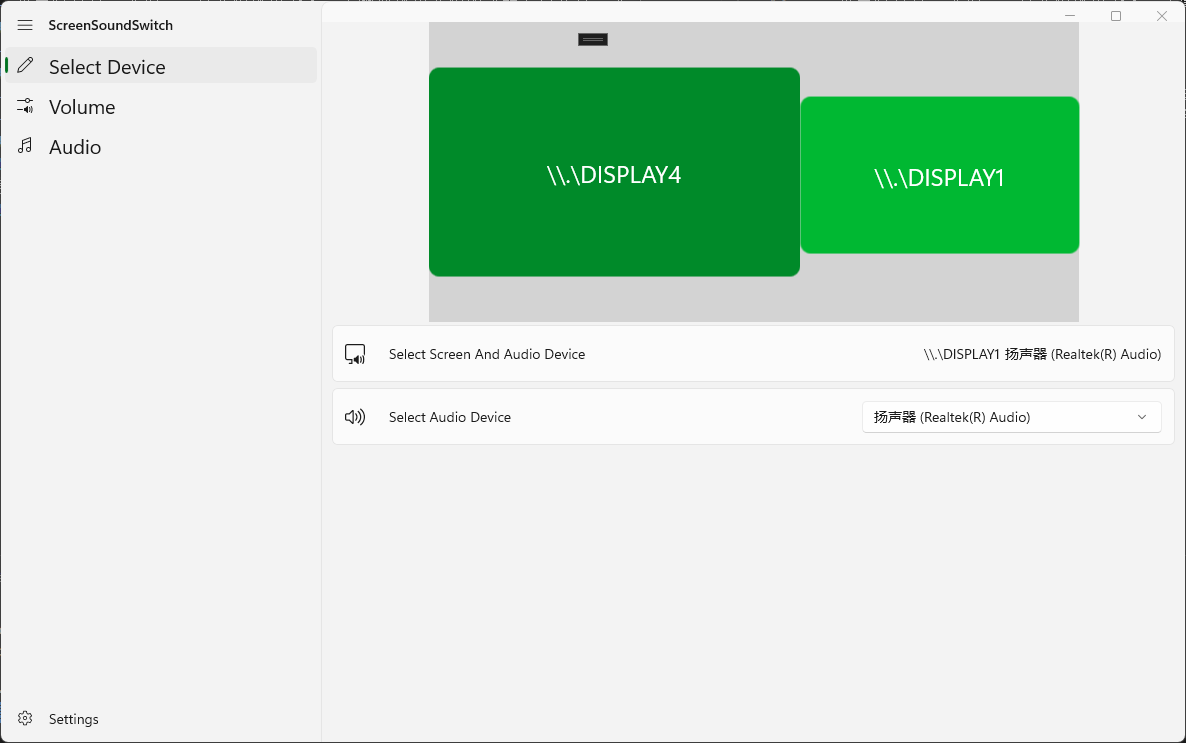 ScreenSoundSwitch
Select Device
Volume
Audio
\\.\DISPLAY4
\\.\DISPLAY1
Select Screen And Audio Device
\\.\DISPLAY1 扬声器 (Realtek(R) Audio)
Select Audio Device
扬声器 (Realtek(R) Audio)
Settings